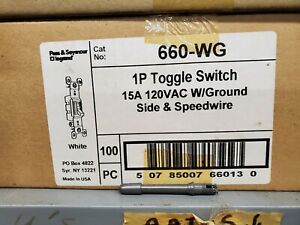 Pass & Seymour
legrand
Cat
No:
660-WG
1P Toggle Switch
15A 120VAC W/Ground
Side & Speedwire
White
100
PC
PO Box 4822
Syr. NY 13221
Made in USA
5 07 85007 66013 0